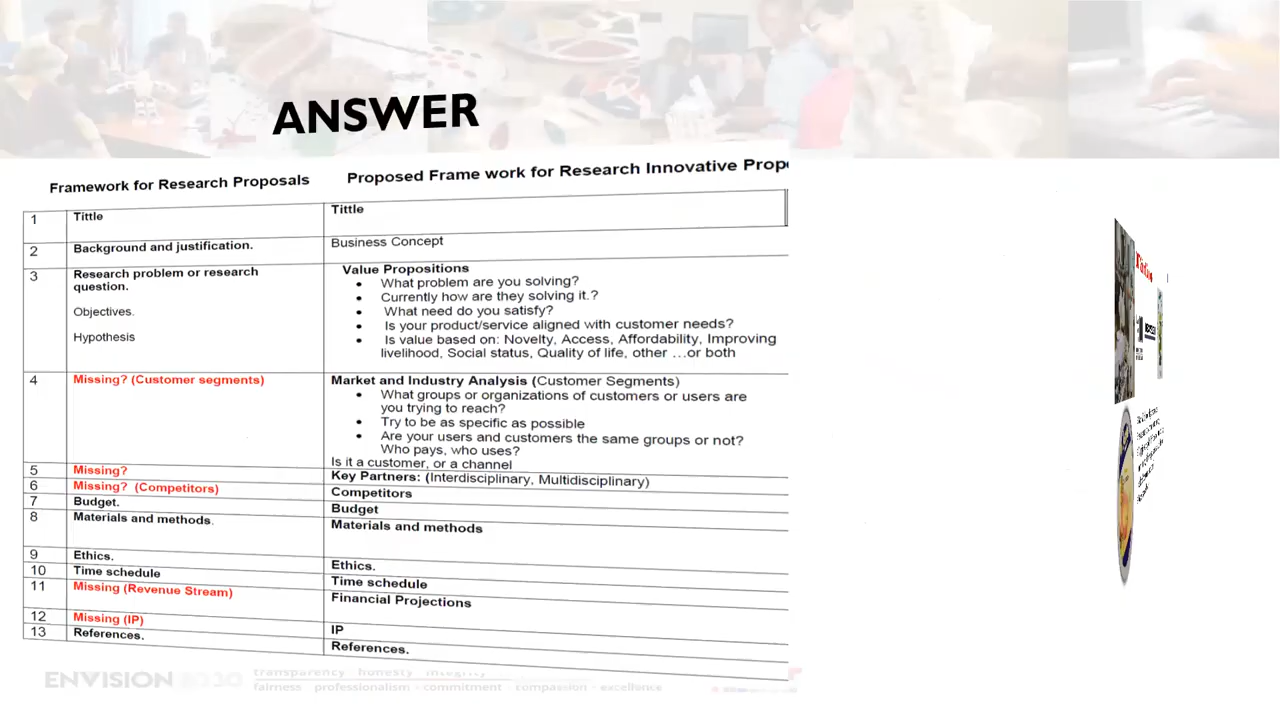 ANSWER
Framework for Research Proposals
Proposed Frame work for Research Innovative Prop
1 Tittle Tittle
2 Background and justification. Business Concept
3 Research problem or research question. Value Propositions
• What problem are you solving?
• Currently how are they solving it.?
Objectives. • What need do you satisfy?
• Is your product/service aligned with customer needs?
Hypothesis • Is value based on: Novelty, Access, Affordability, Improving
livelihood, Social status, Quality of life, other …or both
4 Missing? (Customer segments) Market and Industry Analysis (Customer Segments)
• What groups or organizations of customers or users are
you trying to reach?
• Try to be as specific as possible
• Are your users and customers the same groups or not?
Who pays, who uses?
Is it a customer, or a channel
5 Missing? Key Partners: (Interdisciplinary, Multidisciplinary)
6 Missing? (Competitors) Competitors
7 Budget. Budget
8 Materials and methods. Materials and methods
9 Ethics. Ethics.
10 Time schedule Time schedule
11 Missing (Revenue Stream) Financial Projections
12 Missing (IP) IP
13 References. References.
ENVISION 2030
transparency honesty integrity
fairness professionalism · commitment compassion · excellence